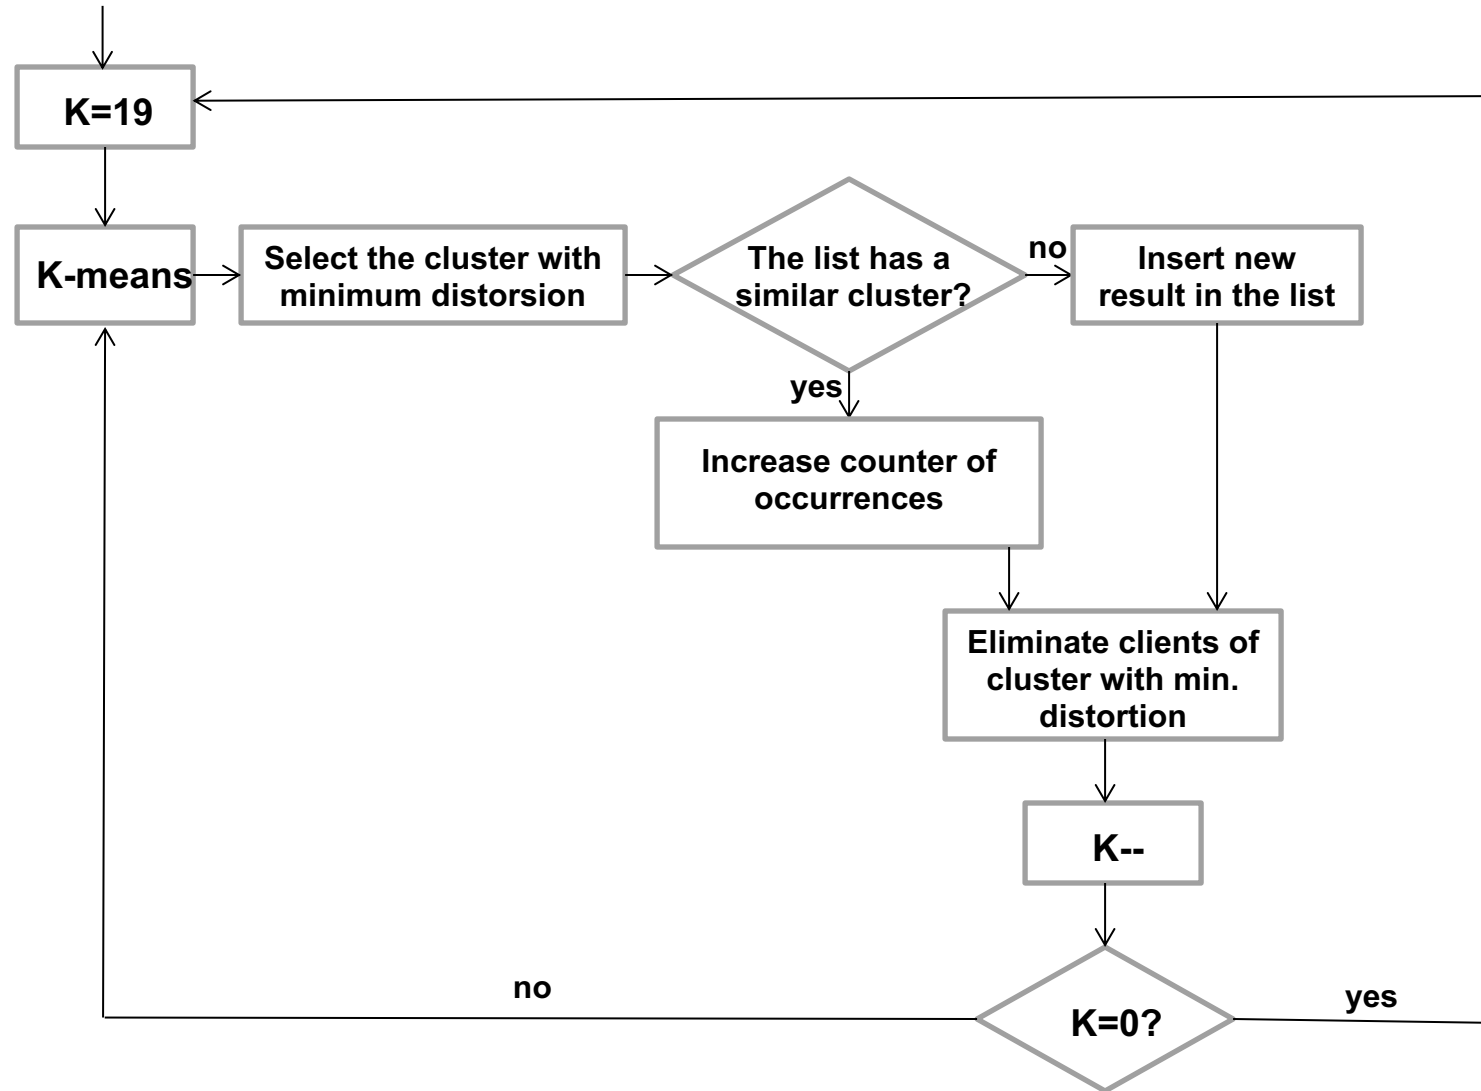 K=19
K-means
Select the cluster with
minimum distorsion
The list has a
similar cluster?
no
Insert new
result in the list
yes
Increase counter of
occurrences
Eliminate clients of
cluster with min.
distortion
K--
K=0?
no
yes